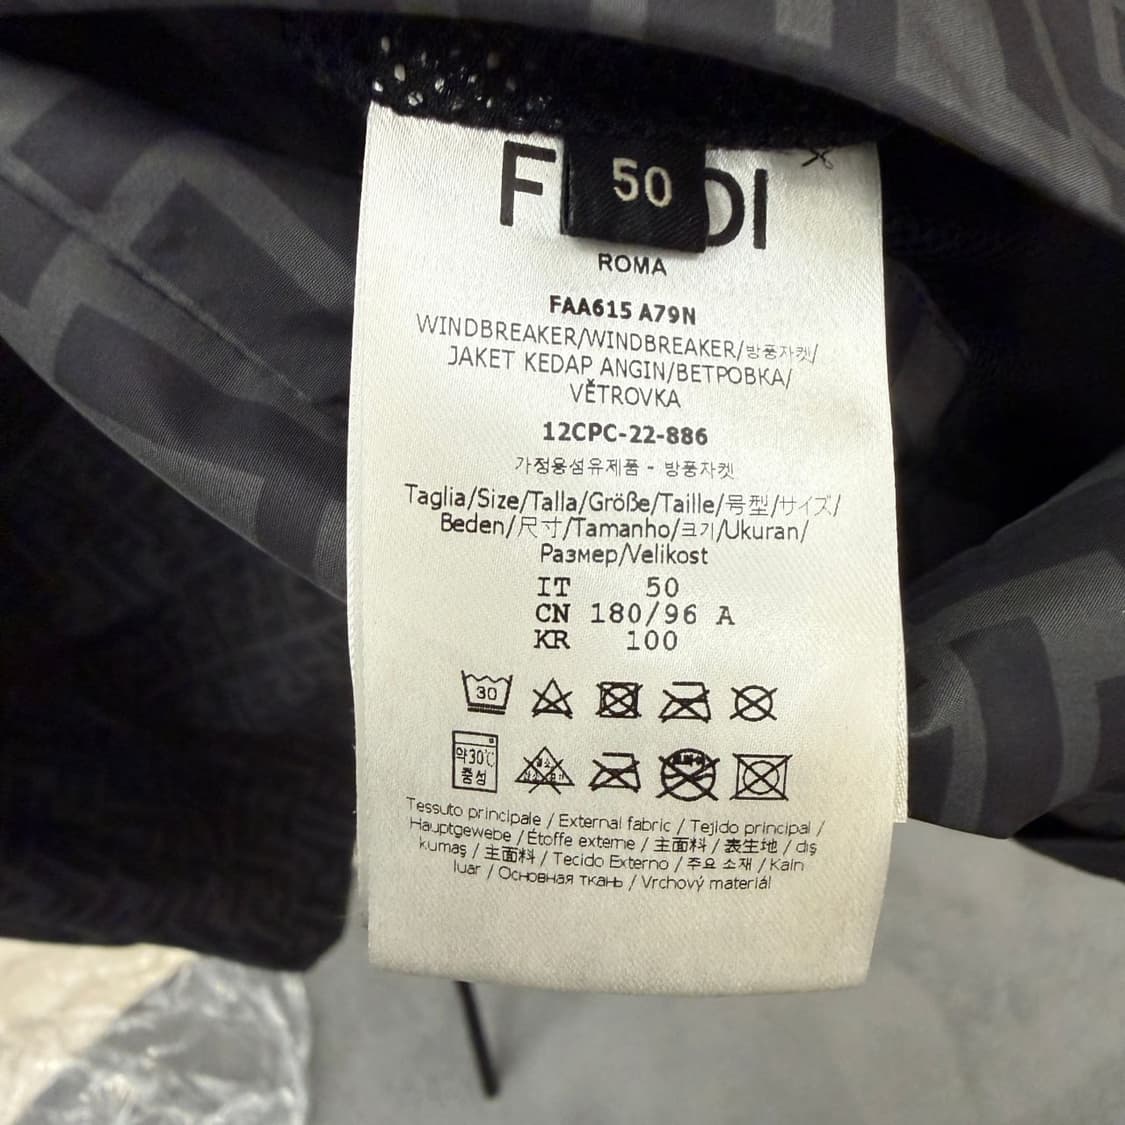 50
ROMA
FAA615 A79N
WINDBREAKER/WINDBREAKER/방풍자켓/
JAKET KEDAP ANGIN/ВЕТРОВКА/
VĚTROVKA
12CPC-22-886
가정용섬유제품 - 방풍자켓
Taglia/Size/Talla/Größe/Taille/号型/サイズ/
Beden/尺寸/Tamanho/크기/Ukuran/
Размер/Velikost
IT 50
CN 180/96 A
KR 100
30
약30℃
중성
Tessuto principale / External fabric / Tejido principal /
Hauptgewebe / Étoffe externe / 主面料 / 表生地 / dış
kumaş / 主面料 / Tecido Externo / 주요 소재 / Kain
luar / Основная ткань / Vrchový materiál